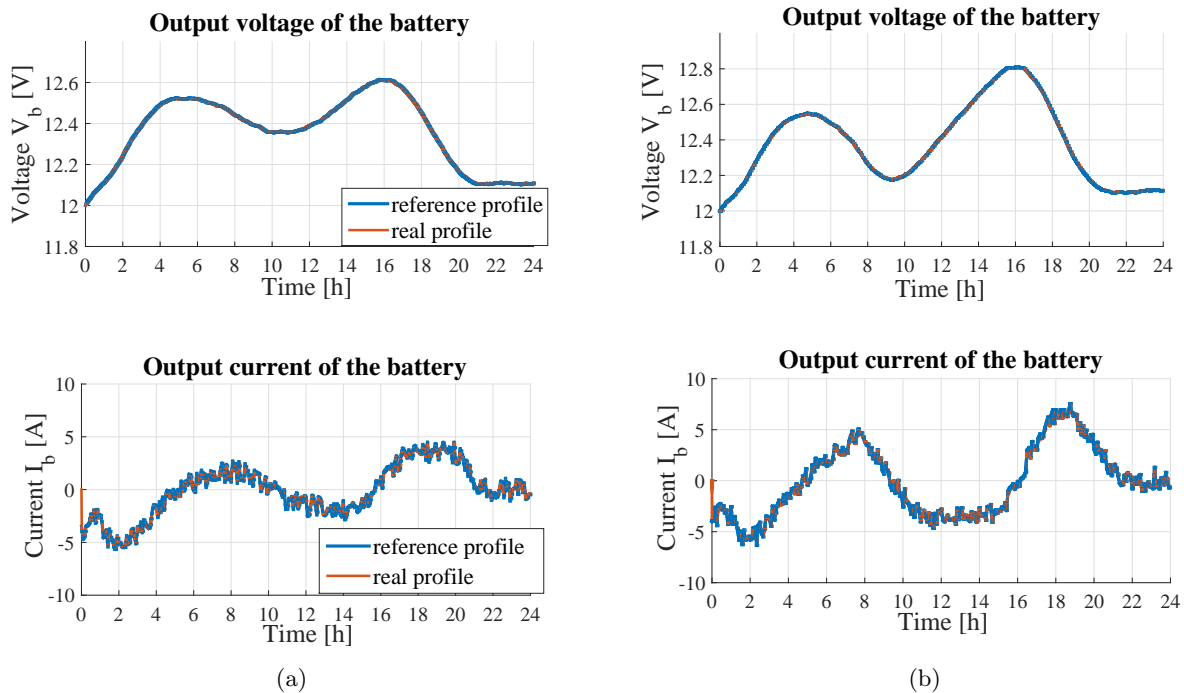 Output voltage of the battery
Voltage V_b [V]
12.6
12.4
12.2
12
11.8
0 2 4 6 8 10 12 14 16 18 20 22 24
Time [h]
reference profile
real profile
Output voltage of the battery
Voltage V_b [V]
12.8
12.6
12.4
12.2
12
11.8
0 2 4 6 8 10 12 14 16 18 20 22 24
Time [h]
Output current of the battery
Current I_b [A]
10
5
0
-5
-10
0 2 4 6 8 10 12 14 16 18 20 22 24
Time [h]
reference profile
real profile
(a)
Output current of the battery
Current I_b [A]
10
5
0
-5
-10
0 2 4 6 8 10 12 14 16 18 20 22 24
Time [h]
(b)